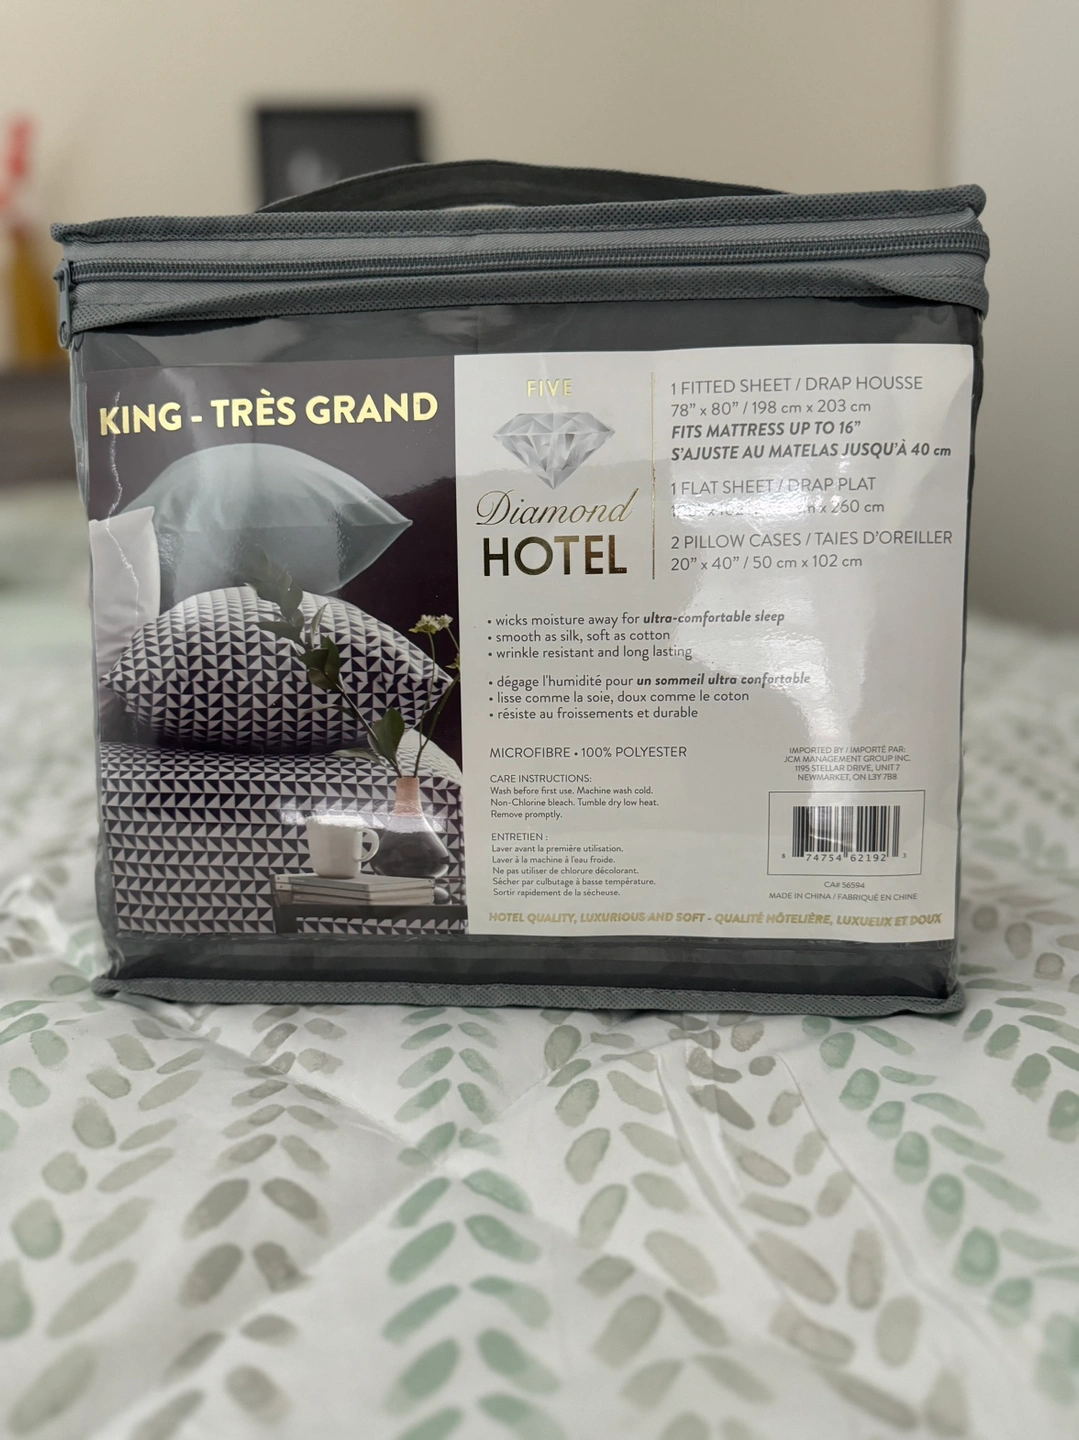 KING - TRÈS GRAND
FIVE
Diamond
HOTEL
1 FITTED SHEET / DRAP HOUSSE
78” x 80” / 198 cm x 203 cm
FITS MATTRESS UP TO 16”
S’AJUSTE AU MATELAS JUSQU’À 40 cm
1 FLAT SHEET / DRAP PLAT
x 260 cm
2 PILLOW CASES / TAIES D’OREILLER
20” x 40” / 50 cm x 102 cm
• wicks moisture away for ultra-comfortable sleep
• smooth as silk, soft as cotton
• wrinkle resistant and long lasting
• dégage l'humidité pour un sommeil ultra confortable
• lisse comme la soie, doux comme le coton
• résiste au froissements et durable
MICROFIBRE • 100% POLYESTER
CARE INSTRUCTIONS:
Wash before first use. Machine wash cold.
Non-Chlorine bleach. Tumble dry low heat.
Remove promptly.
ENTRETIEN :
Laver avant la première utilisation.
Laver à la machine à l'eau froide.
Ne pas utiliser de chlorure décolorant.
Sécher par culbutage à basse température.
Sortir rapidement de la sécheuse.
IMPORTED BY / IMPORTÉ PAR:
JCM MANAGEMENT GROUP INC.
1195 STELLAR DRIVE, UNIT 7
NEWMARKET, ON L3Y 7B8
6 74754 62192 3
CA# 56594
MADE IN CHINA / FABRIQUÉ EN CHINE
HOTEL QUALITY, LUXURIOUS AND SOFT - QUALITÉ HÔTELIÈRE, LUXUEUX ET DOUX